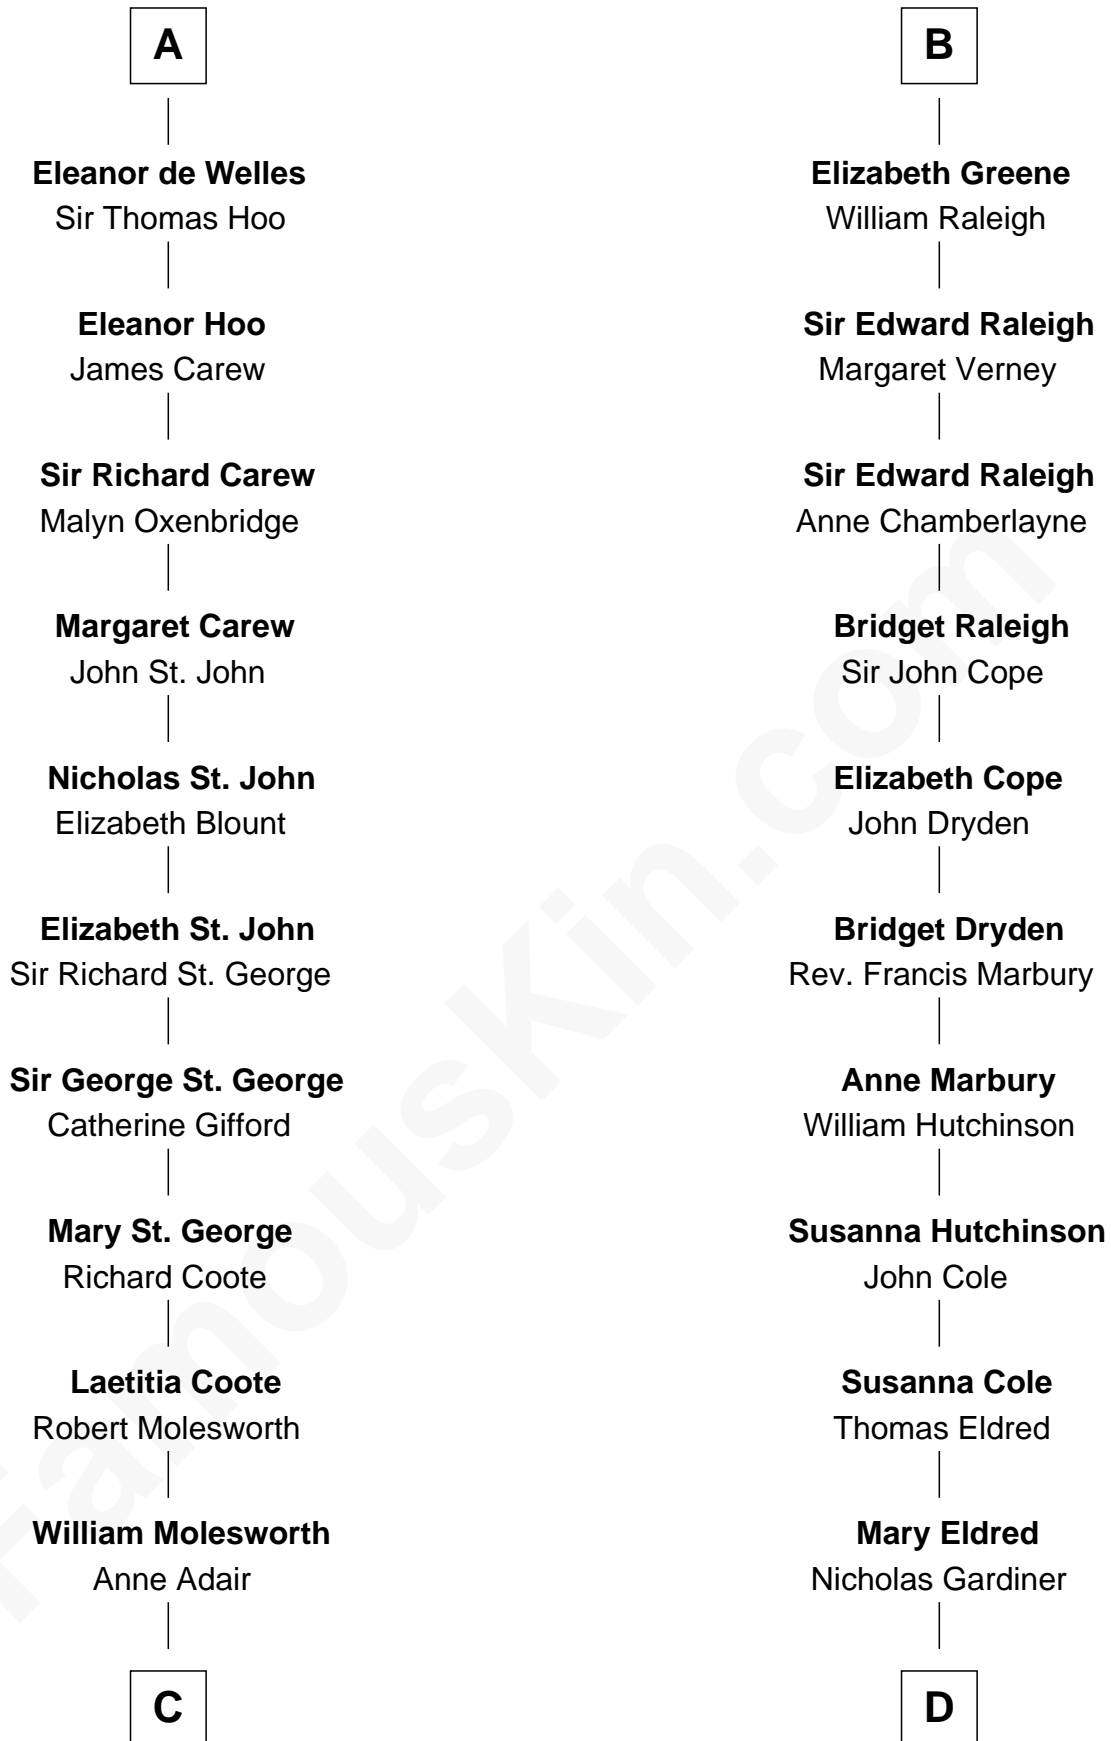 A
Eleanor de Welles
Sir Thomas Hoo
Eleanor Hoo
James Carew
Sir Richard Carew
Malyn Oxenbridge
Margaret Carew
John St. John
Nicholas St. John
Elizabeth Blount
Elizabeth St. John
Sir Richard St. George
Sir George St. George
Catherine Gifford
Mary St. George
Richard Coote
Laetitia Coote
Robert Molesworth
William Molesworth
Anne Adair
C
B
Elizabeth Greene
William Raleigh
Sir Edward Raleigh
Margaret Verney
Sir Edward Raleigh
Anne Chamberlayne
Bridget Raleigh
Sir John Cope
Elizabeth Cope
John Dryden
Bridget Dryden
Rev. Francis Marbury
Anne Marbury
William Hutchinson
Susanna Hutchinson
John Cole
Susanna Cole
Thomas Eldred
Mary Eldred
Nicholas Gardiner
D
FamousKin.com